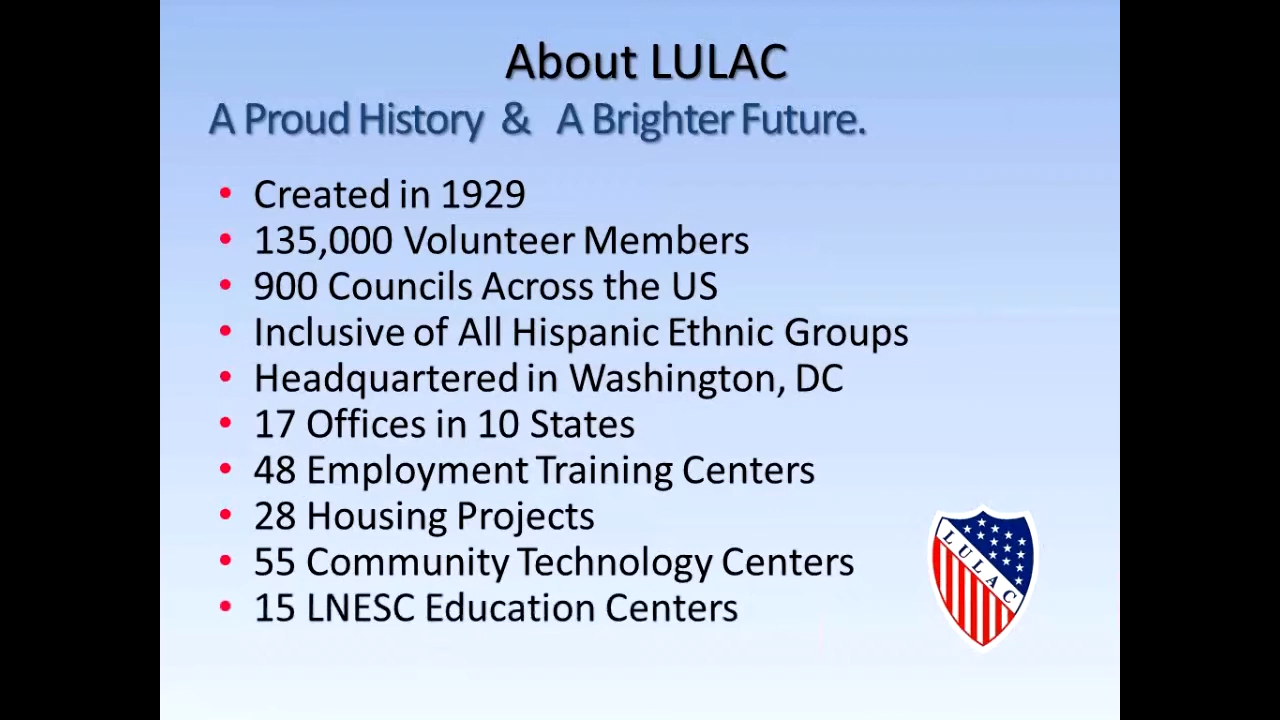 About LULAC
A Proud History & A Brighter Future.
• Created in 1929
• 135,000 Volunteer Members
• 900 Councils Across the US
• Inclusive of All Hispanic Ethnic Groups
• Headquartered in Washington, DC
• 17 Offices in 10 States
• 48 Employment Training Centers
• 28 Housing Projects
• 55 Community Technology Centers
• 15 LNESC Education Centers
LULAC